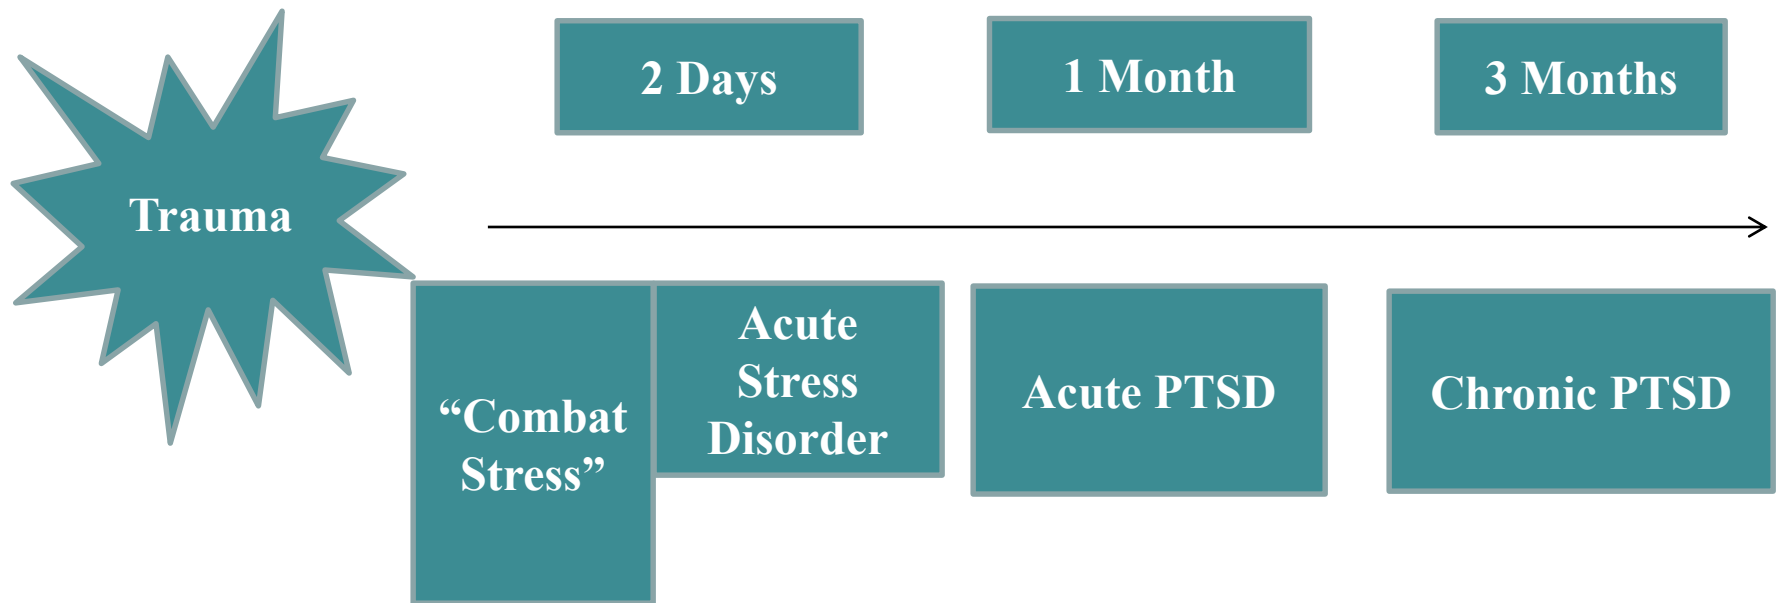 2 Days
1 Month
3 Months
Trauma
“Combat
Stress”
Acute
Stress
Disorder
Acute PTSD
Chronic PTSD